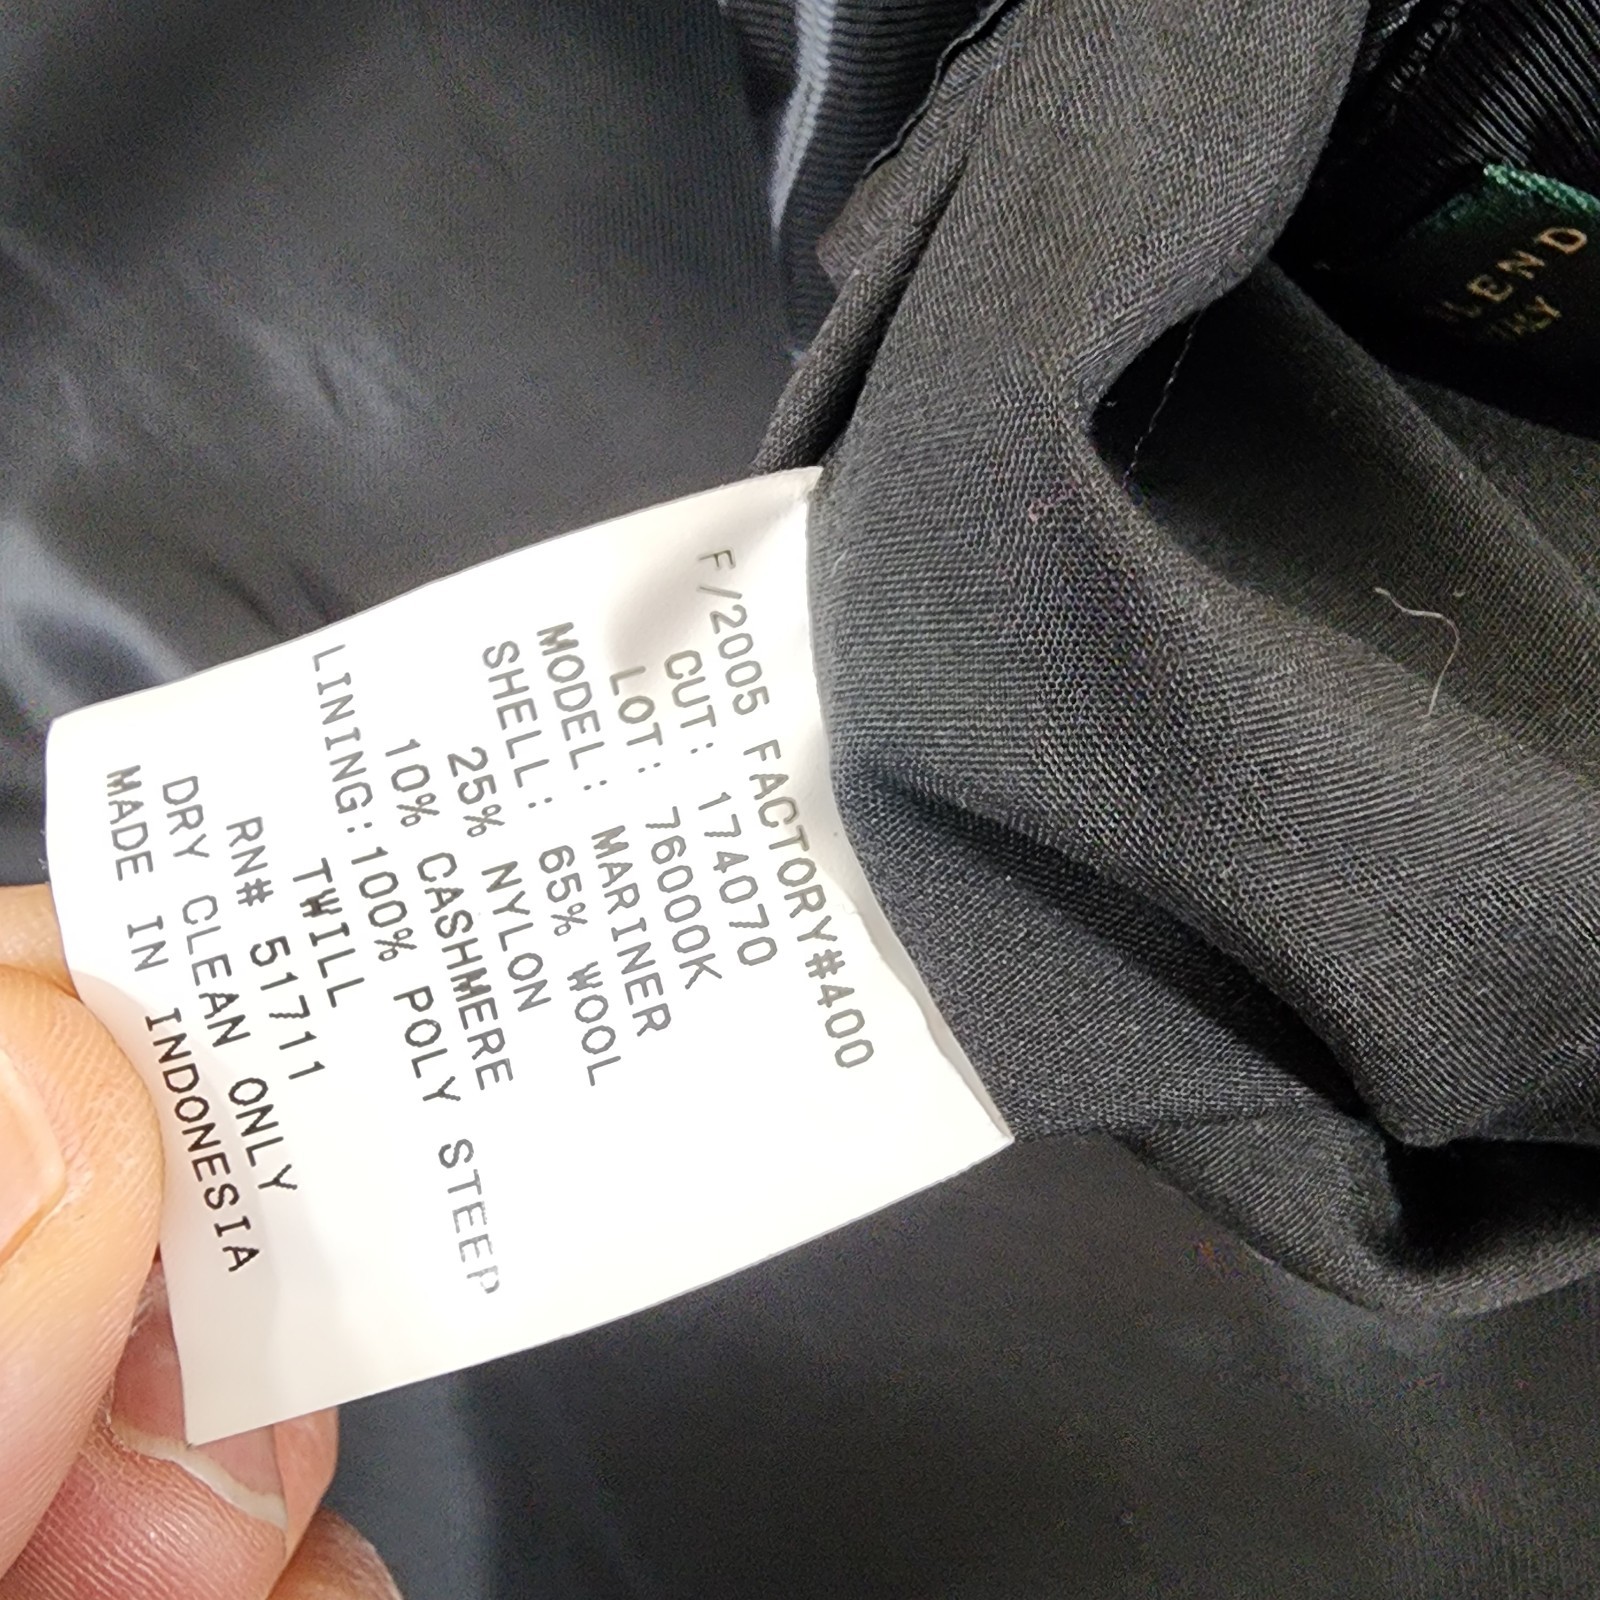 F/2005 FACTORY#400
CUT: 174070
LOT: 76000K
MODEL: MARINER
SHELL: 65% WOOL
25% NYLON
10% CASHMERE
LINING: 100% POLY STEEP
TWILL
RN# 51711
DRY CLEAN ONLY
MADE IN INDONESIA